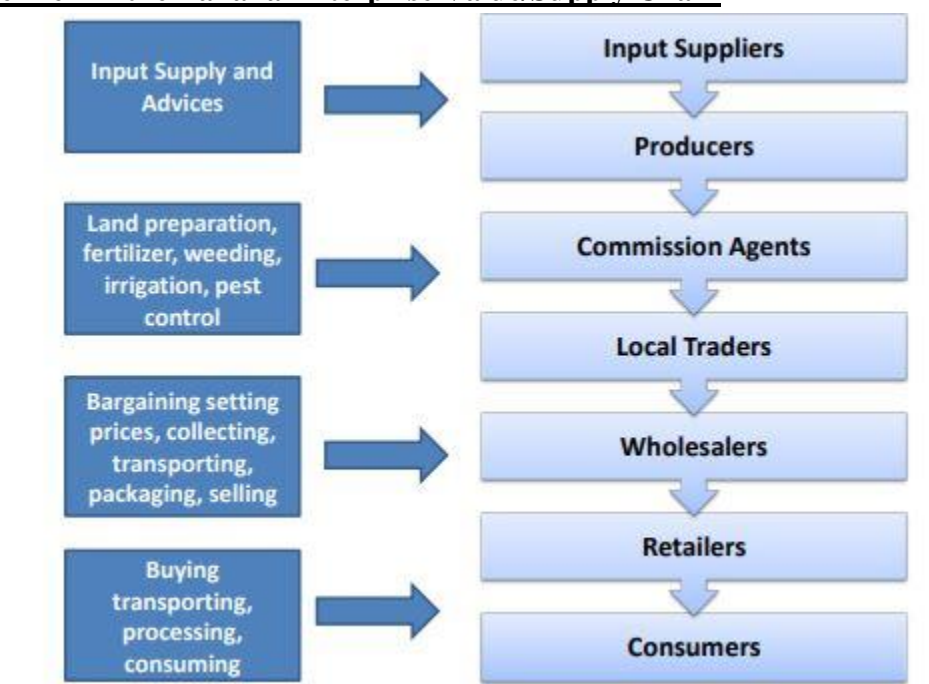 Input Supply and
Advices
Land preparation,
fertilizer, weeding,
irrigation, pest
control
Bargaining setting
prices, collecting,
transporting,
packaging, selling
Buying
transporting,
processing,
consuming
Input Suppliers
Producers
Commission Agents
Local Traders
Wholesalers
Retailers
Consumers